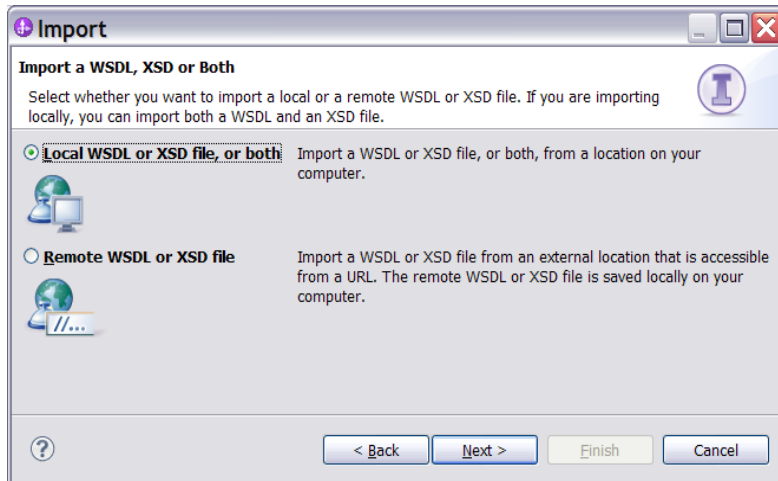 Import
Import a WSDL, XSD or Both
Select whether you want to import a local or a remote WSDL or XSD file. If you are importing
locally, you can import both a WSDL and an XSD file.
I
Local WSDL or XSD file, or both
Import a WSDL or XSD file, or both, from a location on your
computer.
Remote WSDL or XSD file
Import a WSDL or XSD file from an external location that is accessible
from a URL. The remote WSDL or XSD file is saved locally on your
computer.
//...
?
< Back
Next >
Finish
Cancel